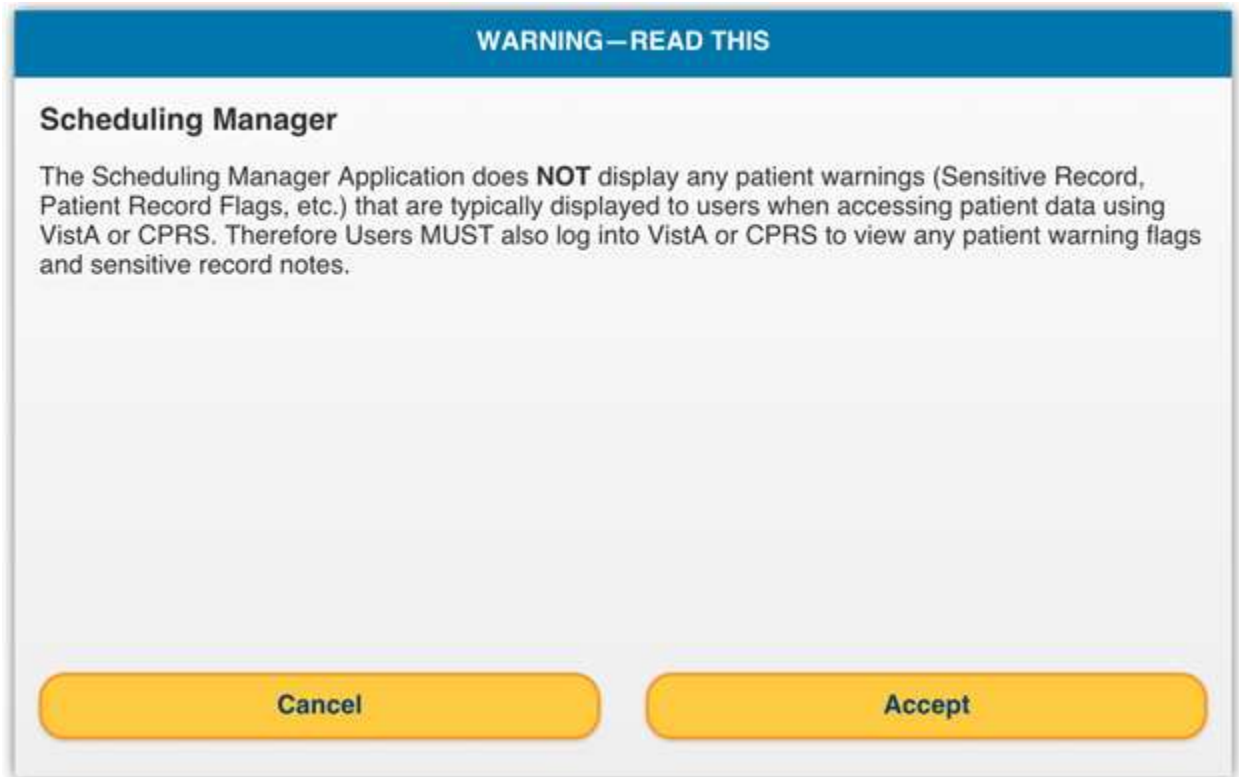 WARNING—READ THIS
Scheduling Manager
The Scheduling Manager Application does NOT display any patient warnings (Sensitive Record,
Patient Record Flags, etc.) that are typically displayed to users when accessing patient data using
VistA or CPRS. Therefore Users MUST also log into VistA or CPRS to view any patient warning flags
and sensitive record notes.
Cancel
Accept